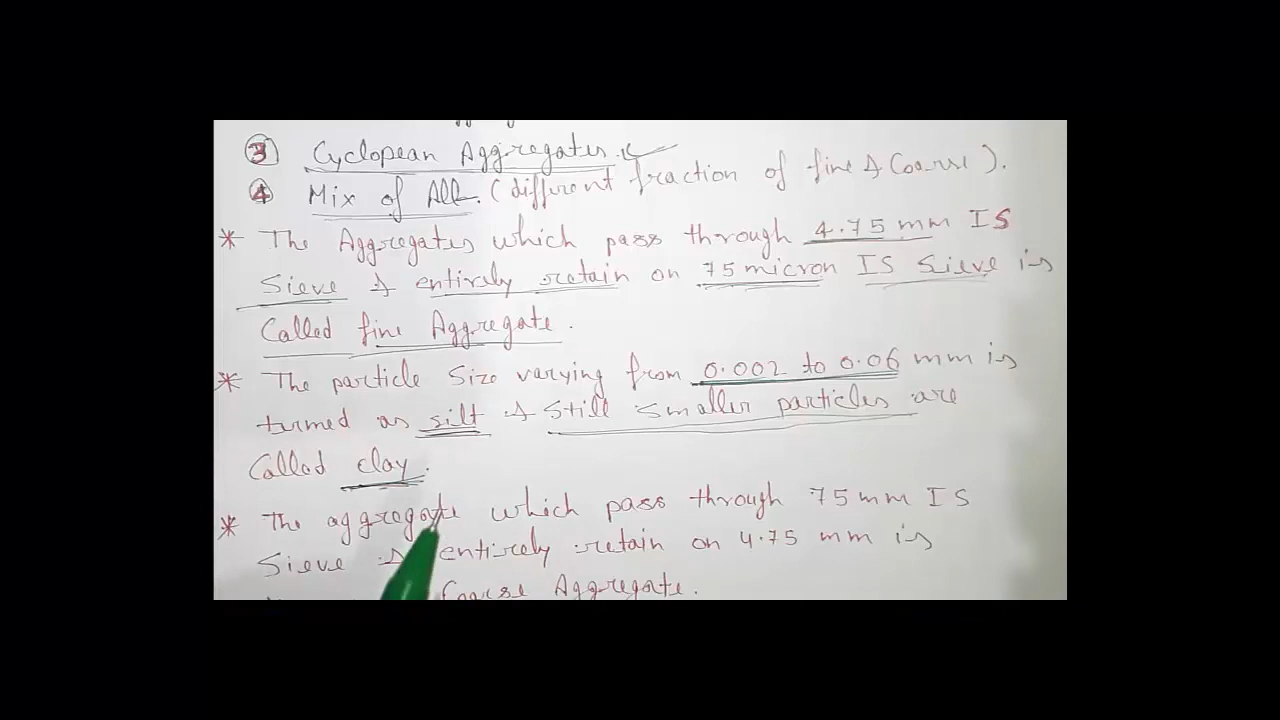 3 Cyclopean Aggregates.
4 Mix of All. (different fraction of fine & Coarse).
* The Aggregates which pass through 4.75 mm IS
Sieve & entirely retain on 75 micron IS Sieve is
Called fine Aggregate.
* The particle Size varying from 0.002 to 0.06 mm is
termed as silt & still smaller particles are
Called clay.
* The aggregate which pass through 75 mm IS
Sieve & entirely retain on 4.75 mm is
Coarse Aggregate.